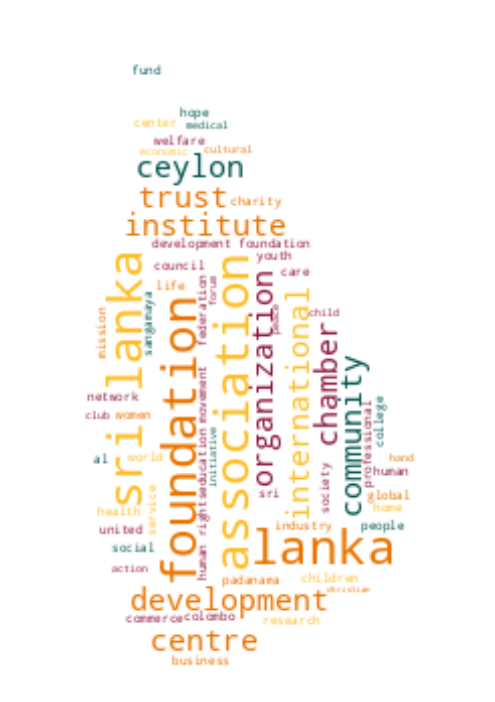 fund
hope
center medical
welfare
economic cultural
ceylon
trust charity
institute
development foundation
youth
council
care
life
sri lanka
foundation
association
organization
international
chamber
community
mission
sangamaya
federation
forum
peace
child
network
club women
movement
education
human rights
initiative
al world
service
health
united
social
action
sri
society
professional
college
hand
human
global
home
people
industry
lanka
padanama children
christian
development
commerce colombo
research
centre
business